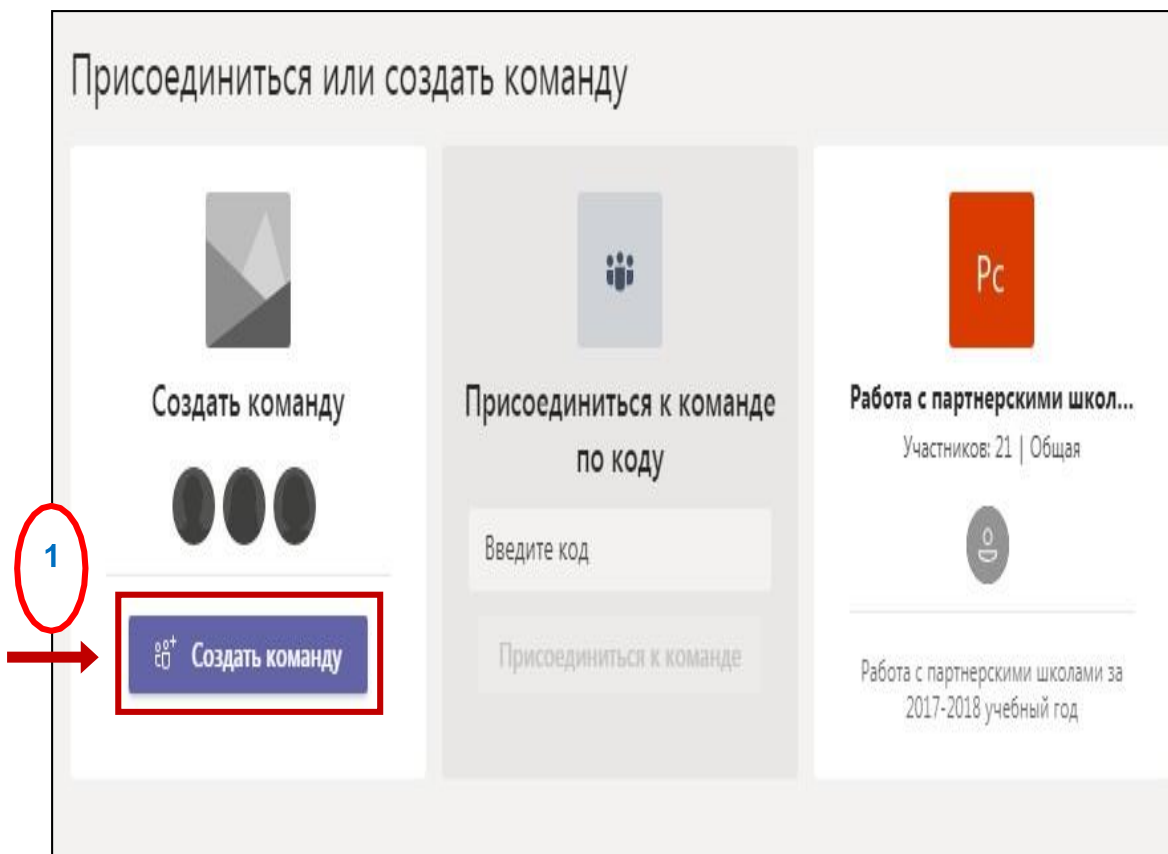 Присоединиться или создать команду
Создать команду
1
Создать команду
Присоединиться к команде
по коду
Введите код
Присоединиться к команде
Рс
Работа с партнерскими школ...
Участников: 21 | Общая
Работа с партнерскими школами за
2017-2018 учебный год